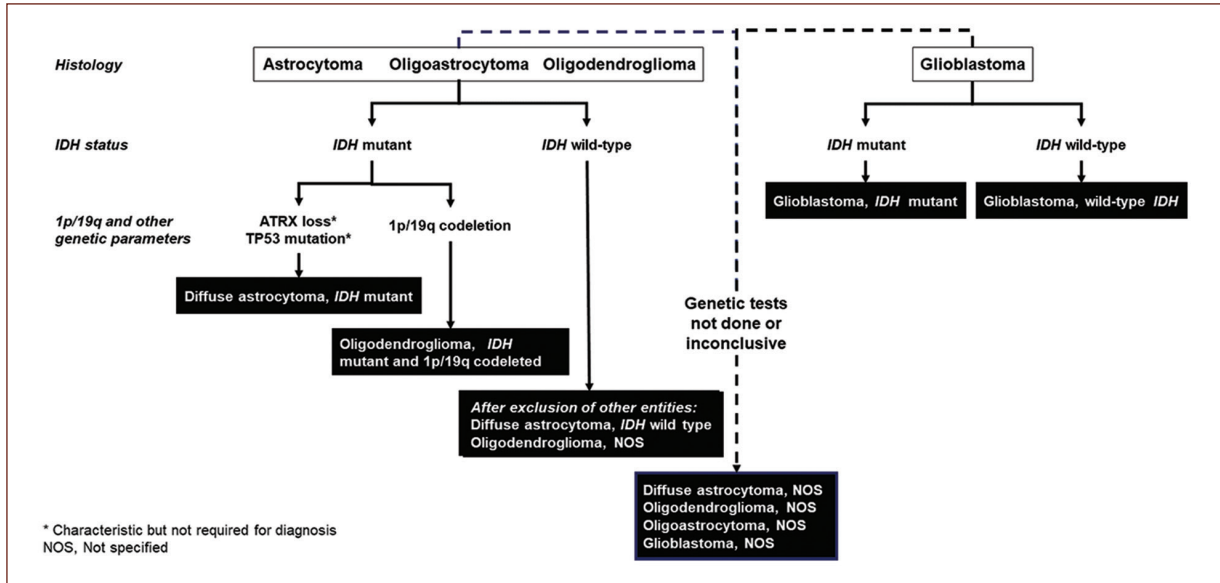 Histology
Astrocytoma Oligoastrocytoma Oligodendroglioma
Glioblastoma
IDH status
IDH mutant
IDH wild-type
IDH mutant
IDH wild-type
Glioblastoma, IDH mutant
Glioblastoma, wild-type IDH
1p/19q and other
genetic parameters
ATRX loss*
TP53 mutation*
1p/19q codeletion
Diffuse astrocytoma, IDH mutant
Oligodendroglioma, IDH
mutant and 1p/19q codeleted
Genetic tests
not done or
inconclusive
After exclusion of other entities:
Diffuse astrocytoma, IDH wild type
Oligodendroglioma, NOS
Diffuse astrocytoma, NOS
Oligodendroglioma, NOS
Oligoastrocytoma, NOS
Glioblastoma, NOS
* Characteristic but not required for diagnosis
NOS, Not specified